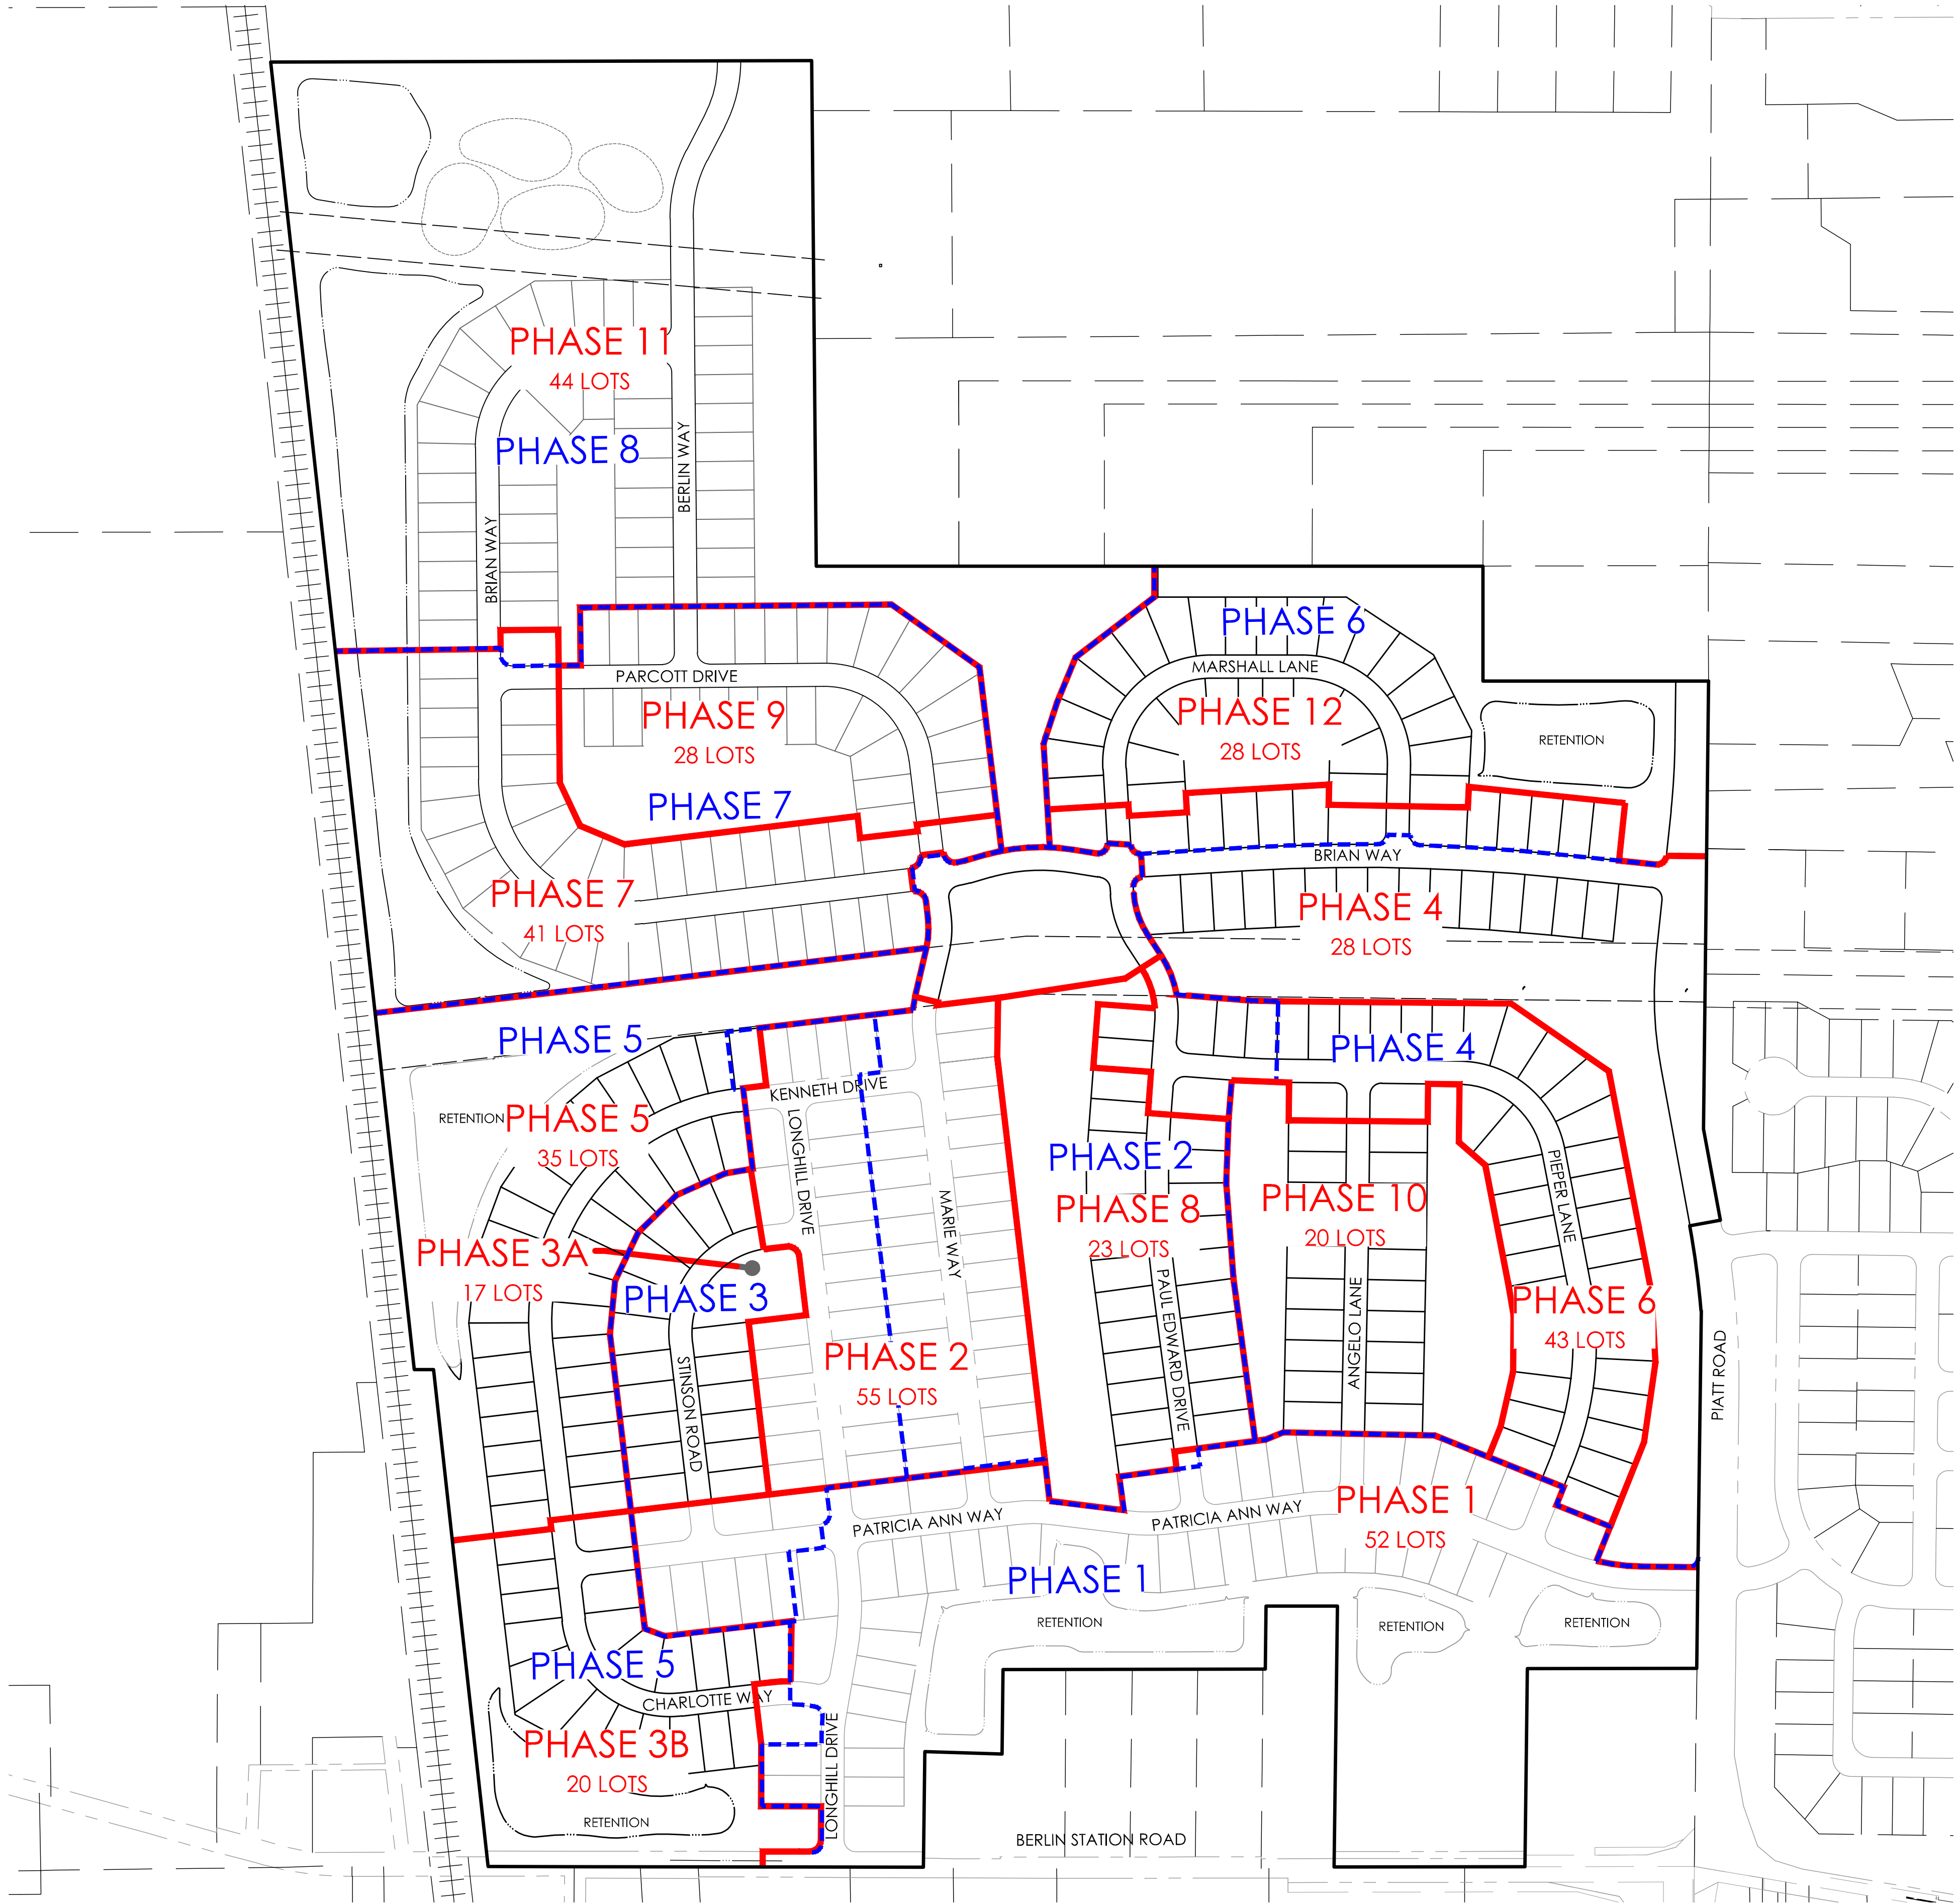 PHASE 11
44 LOTS
PHASE 8
BERLIN WAY
BRIAN WAY
PHASE 6
MARSHALL LANE
PARCOTT DRIVE
PHASE 9
28 LOTS
PHASE 12
28 LOTS
RETENTION
PHASE 7
BRIAN WAY
PHASE 7
41 LOTS
PHASE 4
28 LOTS
PHASE 5
PHASE 4
KENNETH DRIVE
RETENTION
PHASE 5
35 LOTS
LONGHILL DRIVE
PHASE 2
PIEPER LANE
MARIE WAY
PHASE 8
23 LOTS
PHASE 10
20 LOTS
PHASE 3A
17 LOTS
PHASE 3
PAUL EDWARD DRIVE
ANGELO LANE
PHASE 6
43 LOTS
PHASE 2
55 LOTS
STINSON ROAD
PIATT ROAD
PATRICIA ANN WAY
PATRICIA ANN WAY
PHASE 1
52 LOTS
PHASE 1
RETENTION
RETENTION
RETENTION
PHASE 5
CHARLOTTE WAY
PHASE 3B
20 LOTS
LONGHILL DRIVE
RETENTION
BERLIN STATION ROAD